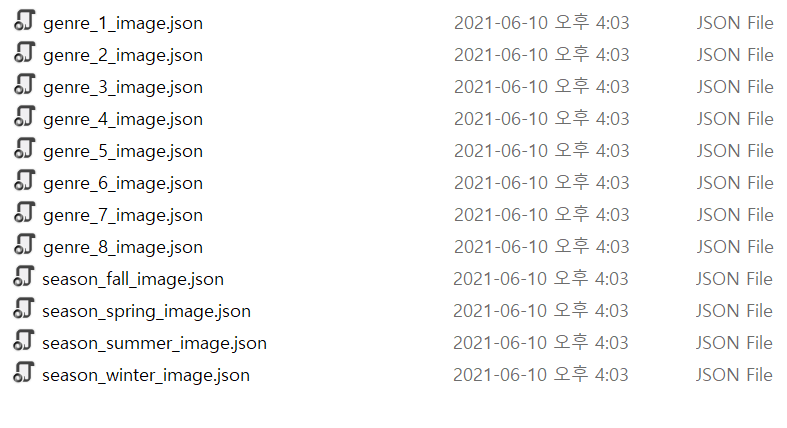 genre_1_image.json 2021-06-10 오후 4:03 JSON File
genre_2_image.json 2021-06-10 오후 4:03 JSON File
genre_3_image.json 2021-06-10 오후 4:03 JSON File
genre_4_image.json 2021-06-10 오후 4:03 JSON File
genre_5_image.json 2021-06-10 오후 4:03 JSON File
genre_6_image.json 2021-06-10 오후 4:03 JSON File
genre_7_image.json 2021-06-10 오후 4:03 JSON File
genre_8_image.json 2021-06-10 오후 4:03 JSON File
season_fall_image.json 2021-06-10 오후 4:03 JSON File
season_spring_image.json 2021-06-10 오후 4:03 JSON File
season_summer_image.json 2021-06-10 오후 4:03 JSON File
season_winter_image.json 2021-06-10 오후 4:03 JSON File